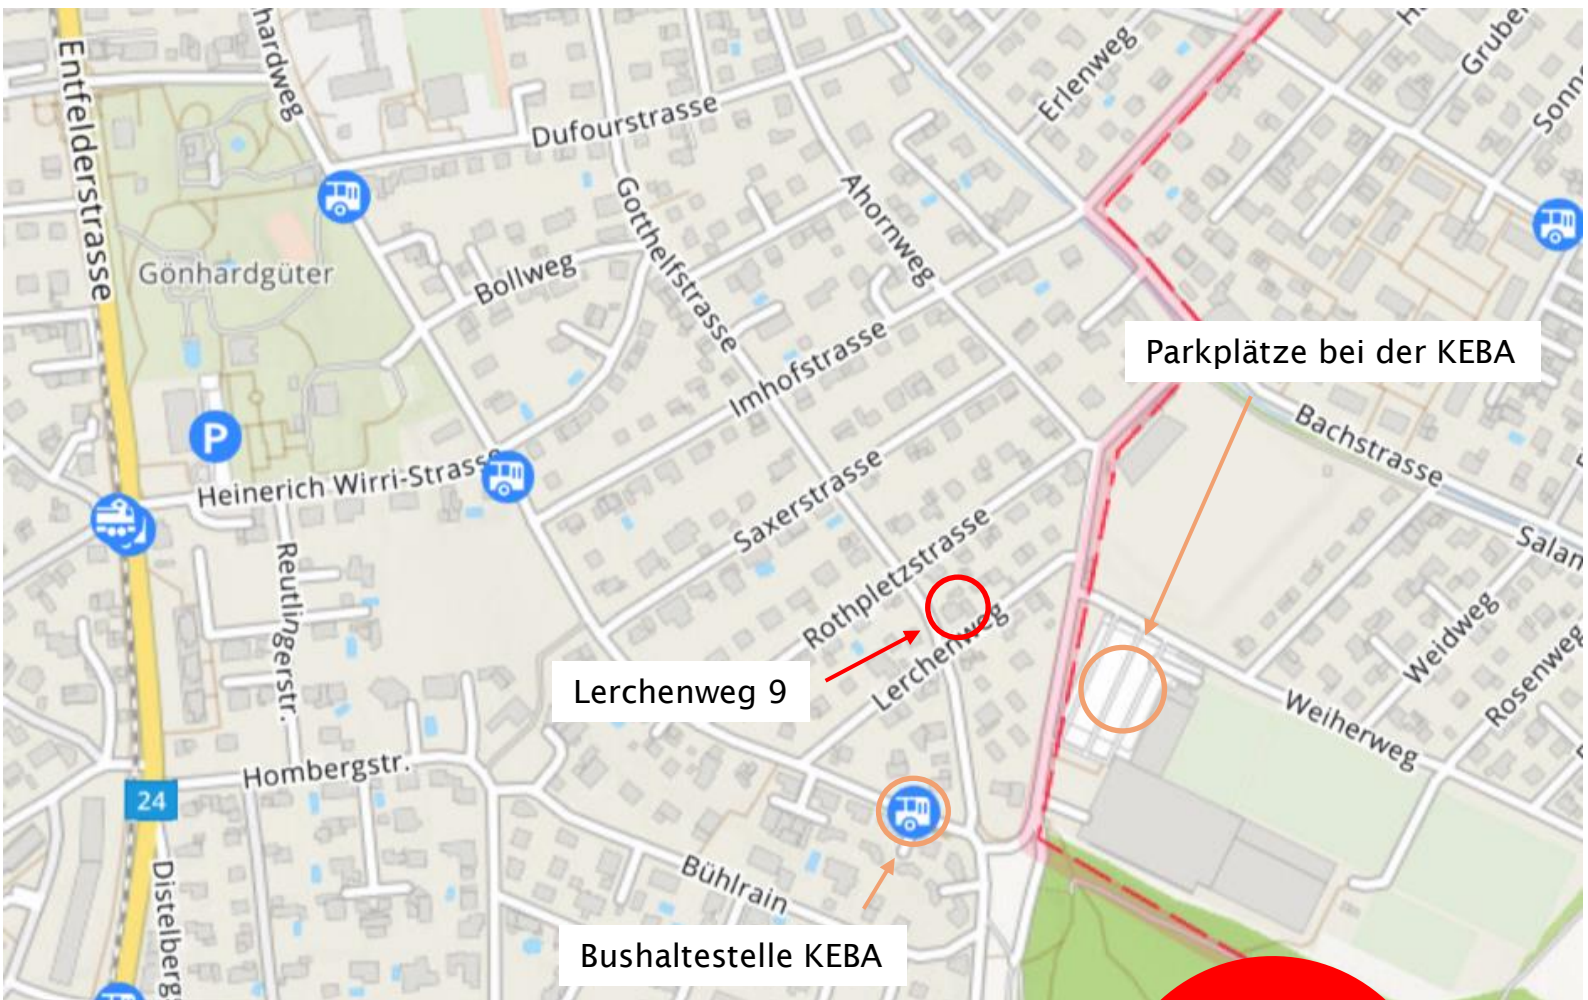 Entfelderstrasse
hardweg
Dufourstrasse
Erlenweg
Grube
Sonn
Gönhardgüter
Bollweg
Gotthelfstrasse
Ahornweg
Imhofstrasse
Parkplätze bei der KEBA
P
Heinerich Wirri-Strasse
Saxerstrasse
Bachstrasse
Rothpletzstrasse
Salan
Reutlingerstr.
Lerchenweg 9
Lerchenweg
Weidweg
Rosenweg
Weiherweg
Hombergstr.
24
Distelberg
Bühlrain
Bushaltestelle KEBA